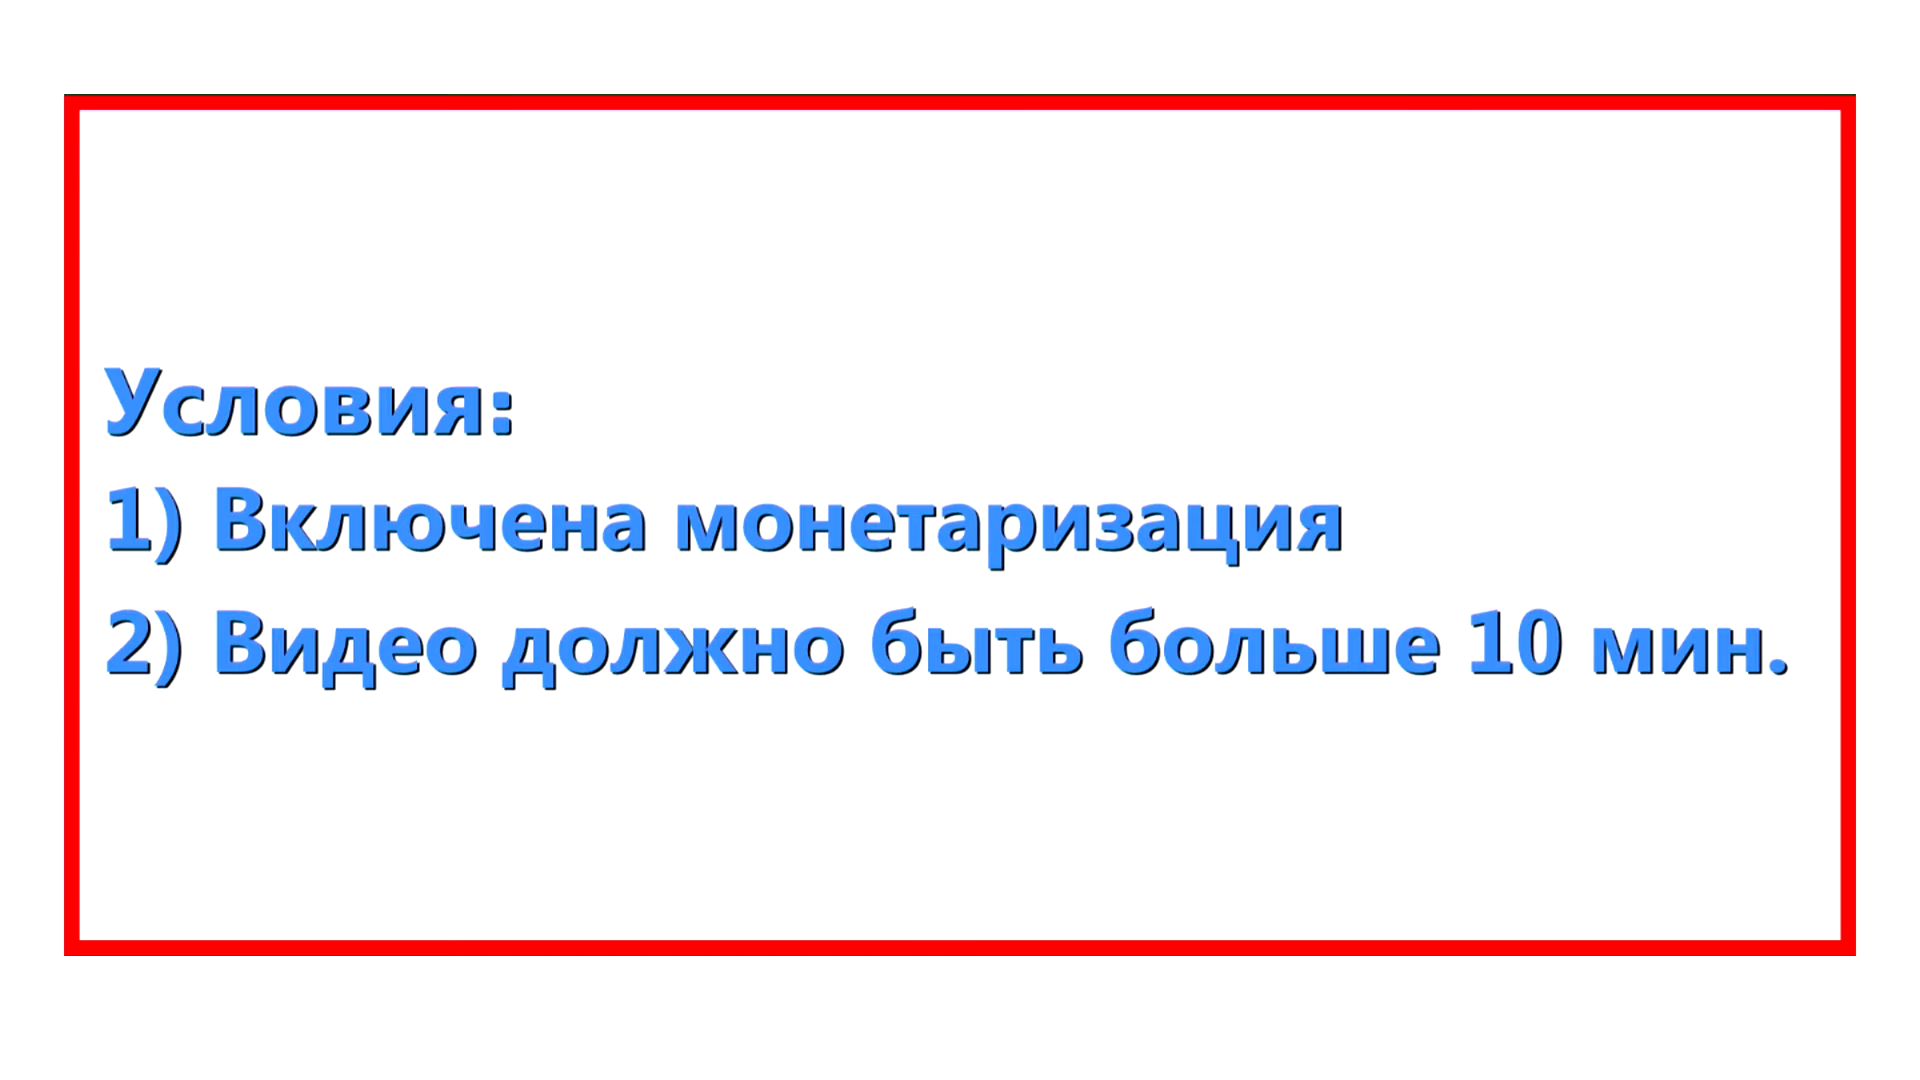 Условия:
1) Включена монетаризация
2) Видео должно быть больше 10 мин.